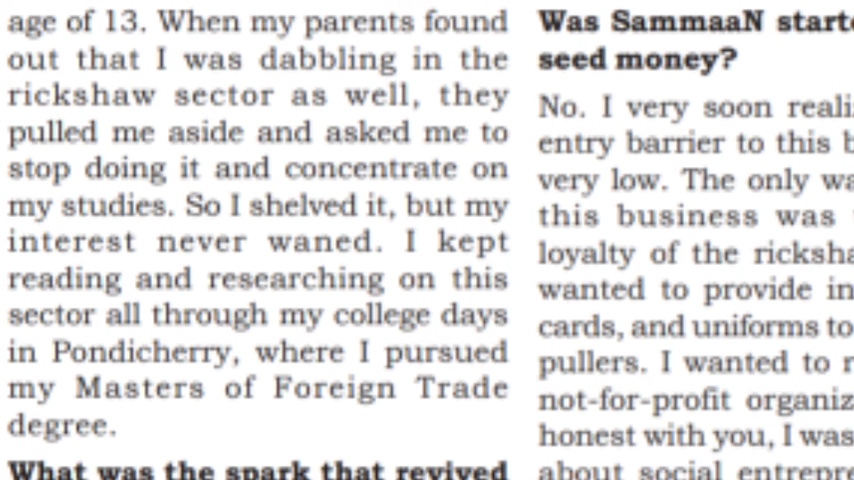 age of 13. When my parents found
out that I was dabbling in the
rickshaw sector as well, they
pulled me aside and asked me to
stop doing it and concentrate on
my studies. So I shelved it, but my
interest never waned. I kept
reading and researching on this
sector all through my college days
in Pondicherry, where I pursued
my Masters of Foreign Trade
degree.
What was the spark that revived
Was SammaaN
seed money?
No. I very soon
entry barrier to this
very low. The only
this business was
loyalty of the
wanted to provide
cards, and uniforms to
pullers. I wanted to
not-for-profit
honest with you, I was
about social